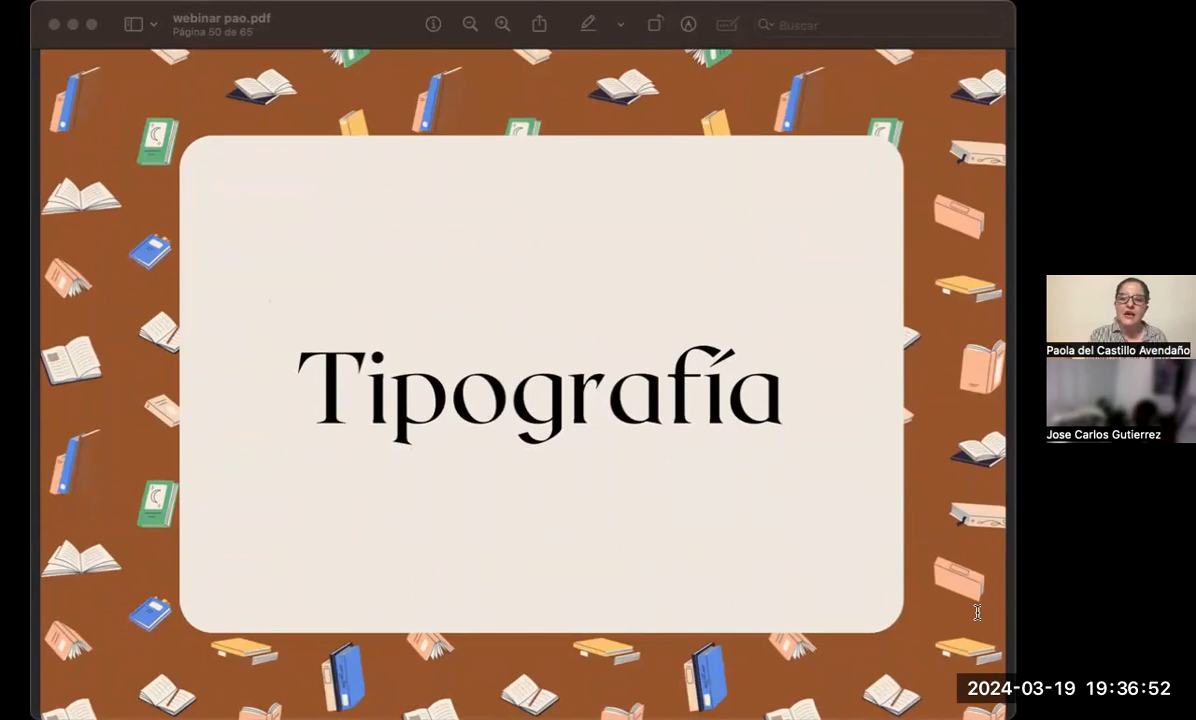 webinar pao.pdf
Página 50 de 65
Buscar
Tipografía
Paola del Castillo Avendaño
Jose Carlos Gutierrez
2024-03-19 19:36:52